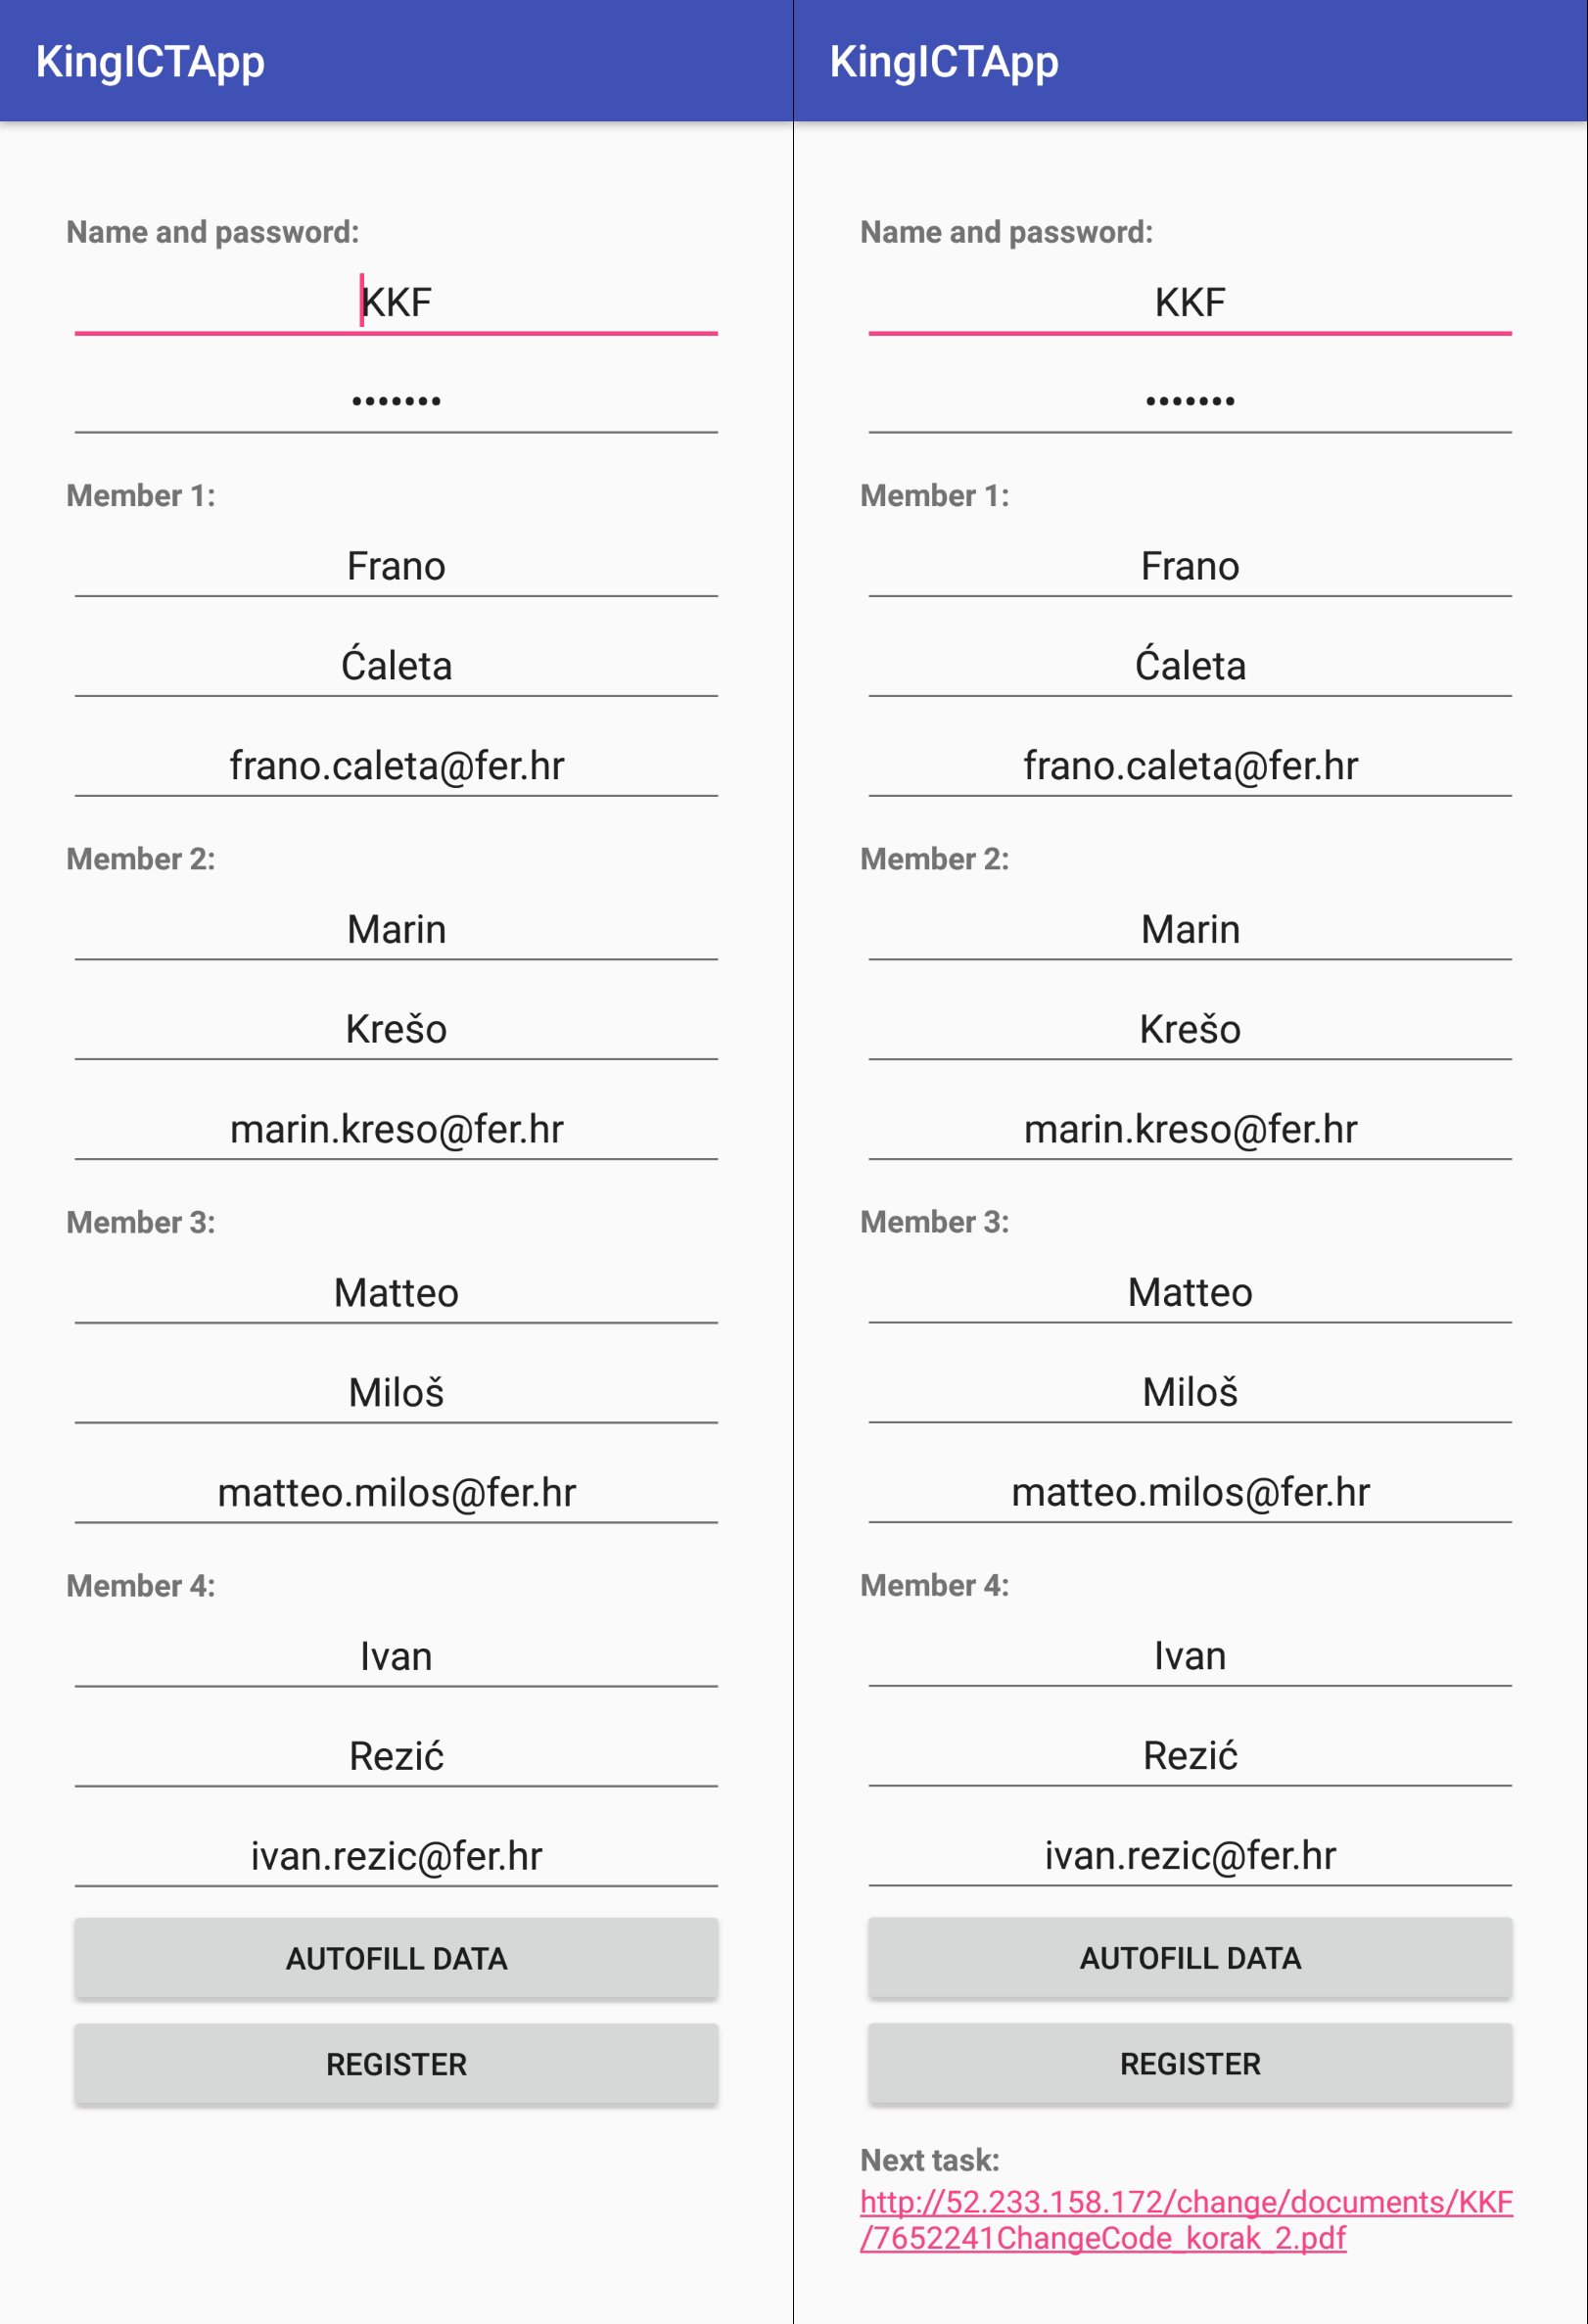 KingICTApp
Name and password:
KKF
•••••••
Member 1:
Frano
Ćaleta
frano.caleta@fer.hr
Member 2:
Marin
Krešo
marin.kreso@fer.hr
Member 3:
Matteo
Miloš
matteo.milos@fer.hr
Member 4:
Ivan
Rezić
ivan.rezic@fer.hr
AUTOFILL DATA
REGISTER
KingICTApp
Name and password:
KKF
•••••••
Member 1:
Frano
Ćaleta
frano.caleta@fer.hr
Member 2:
Marin
Krešo
marin.kreso@fer.hr
Member 3:
Matteo
Miloš
matteo.milos@fer.hr
Member 4:
Ivan
Rezić
ivan.rezic@fer.hr
AUTOFILL DATA
REGISTER
Next task:
http://52.233.158.172/change/documents/KKF
/7652241ChangeCode_korak_2.pdf